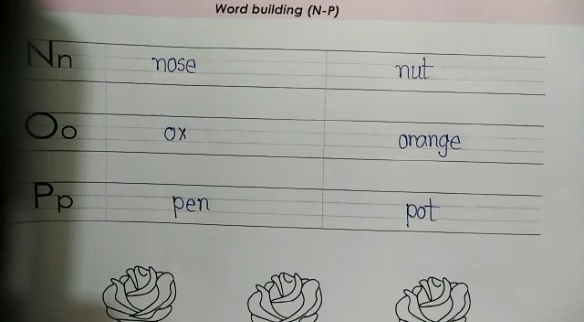 Word building (N-P)
Nn nose nut
Oo ox orange
Pp pen pot